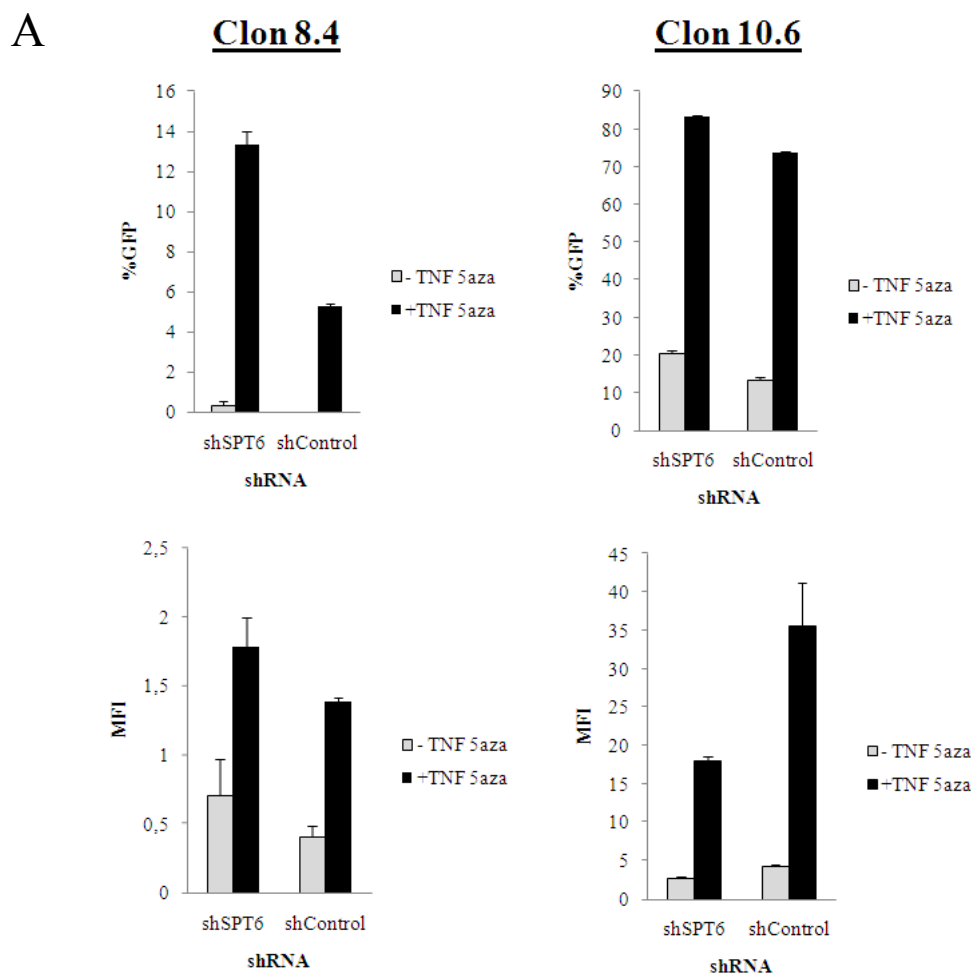 A
Clon 8.4
Clon 10.6
16
14
12
10
8
6
4
2
0
%GFP
shSPT6 shControl
shRNA
- TNF 5aza
+TNF 5aza
90
80
70
60
50
40
30
20
10
0
%GFP
shSPT6 shControl
shRNA
- TNF 5aza
+TNF 5aza
2,5
2
1,5
1
0,5
0
MFI
shSPT6 shControl
shRNA
- TNF 5aza
+TNF 5aza
45
40
35
30
25
20
15
10
5
0
MFI
shSPT6 shControl
shRNA
- TNF 5aza
+TNF 5aza